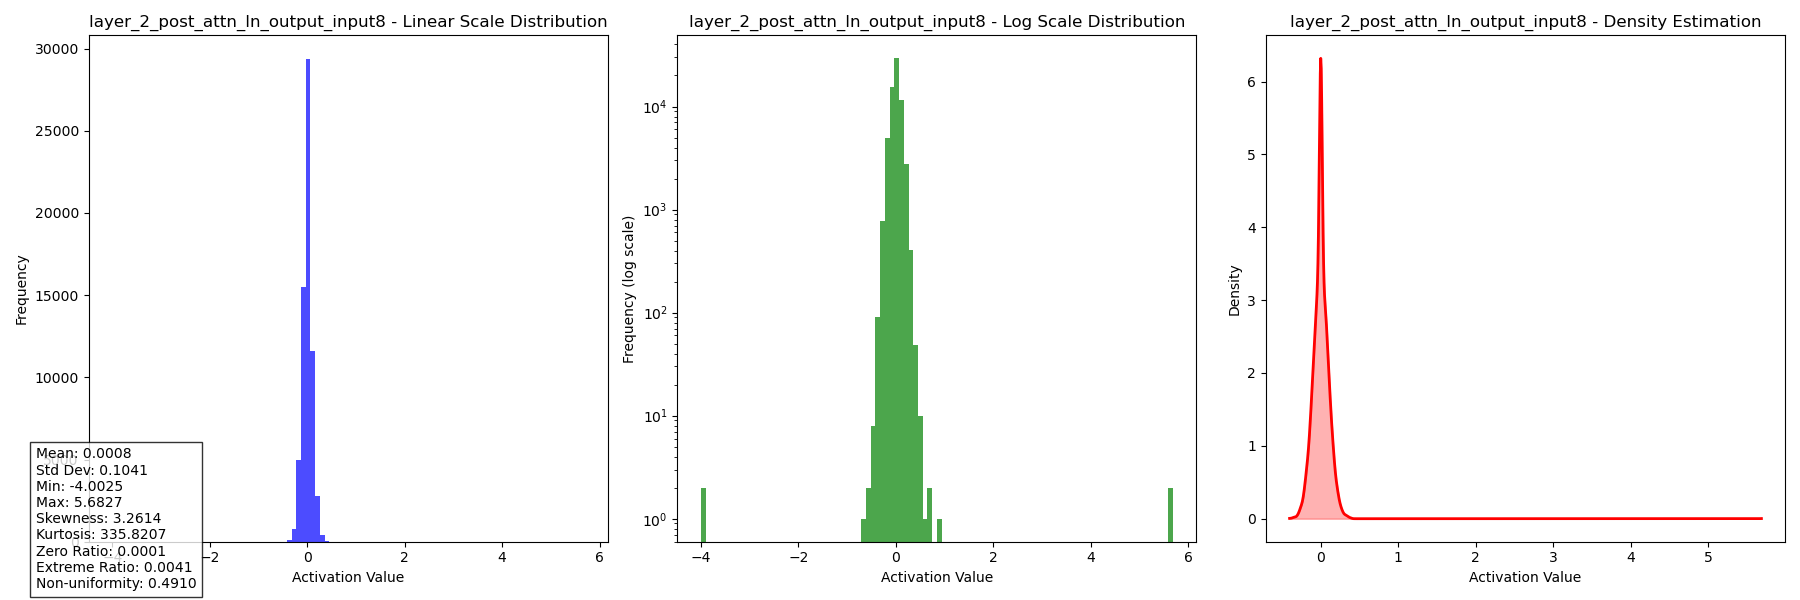 layer_2_post_attn_ln_output_input8 - Linear Scale Distribution
30000
25000
20000
15000
10000
Frequency
−2
0
2
4
6
Activation Value
Mean: 0.0008
Std Dev: 0.1041
Min: -4.0025
Max: 5.6827
Skewness: 3.2614
Kurtosis: 335.8207
Zero Ratio: 0.0001
Extreme Ratio: 0.0041
Non-uniformity: 0.4910
layer_2_post_attn_ln_output_input8 - Log Scale Distribution
10⁴
10³
10²
10¹
10⁰
Frequency (log scale)
−4
−2
0
2
4
6
Activation Value
layer_2_post_attn_ln_output_input8 - Density Estimation
6
5
4
3
2
1
0
Density
0
1
2
3
4
5
Activation Value